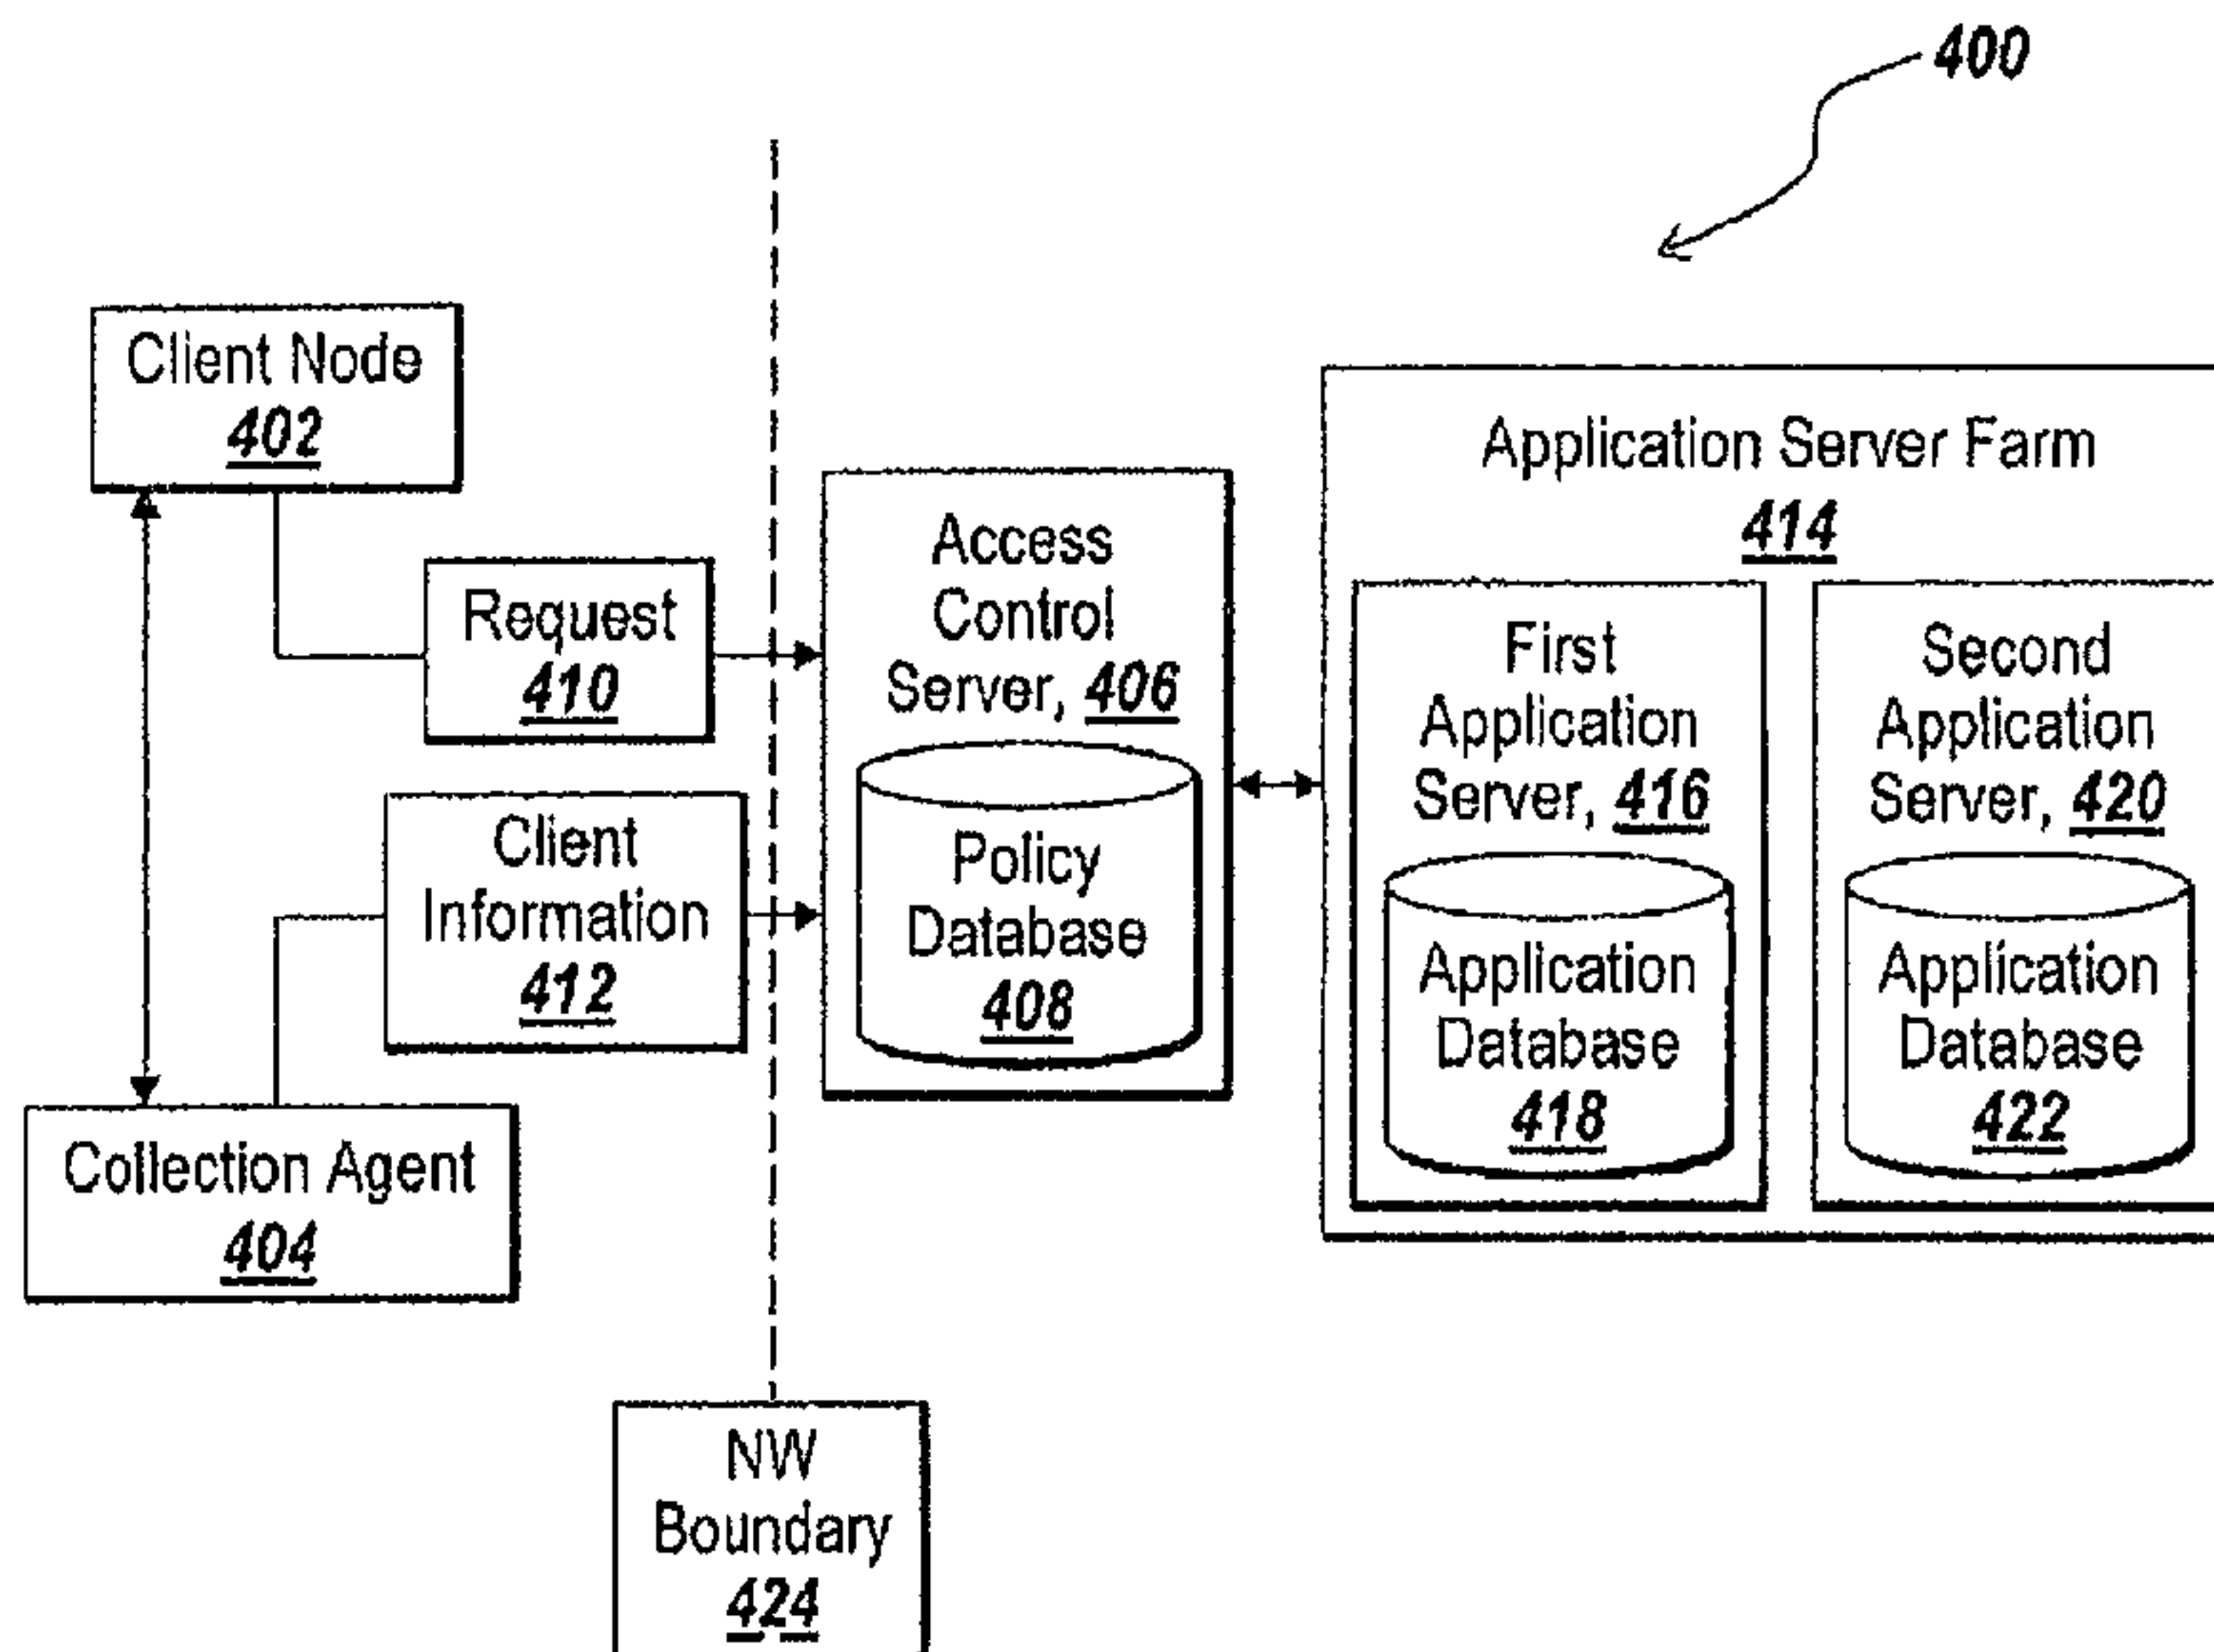 400
Client Node
402
Request
410
Client
Information
412
Collection Agent
404
NW
Boundary
424
Access
Control
Server, 406
Policy
Database
408
Application Server Farm
414
First
Application
Server, 416
Application
Database
418
Second
Application
Server, 420
Application
Database
422